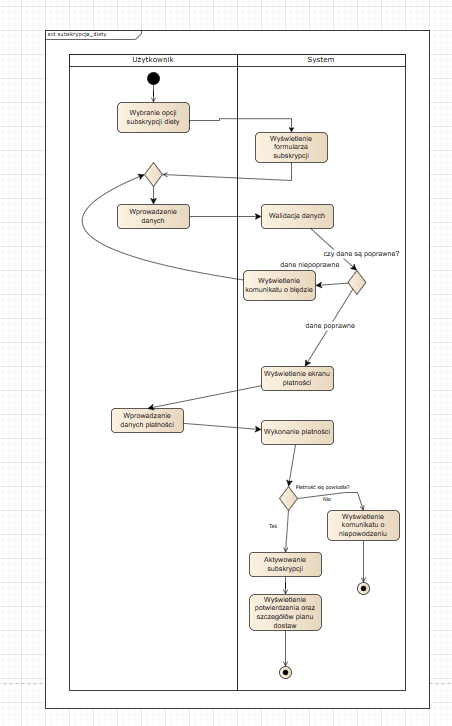 act subskrypcja_diety
Użytkownik
System
Wybranie opcji
subskrypcji diety
Wyświetlenie
formularza
subskrypcji
Wprowadzenie
danych
Walidacja danych
czy dane są poprawne?
dane niepoprawne
Wyświetlenie
komunikatu o błędzie
dane poprawne
Wyświetlenie ekranu
płatności
Wprowadzenie
danych płatności
Wykonanie płatności
Płatność się powiodła?
Nie
Wyświetlenie
komunikatu o
niepowodzeniu
Tak
Aktywowanie
subskrypcji
Wyświetlenie
potwierdzenia oraz
szczegółów planu
dostaw